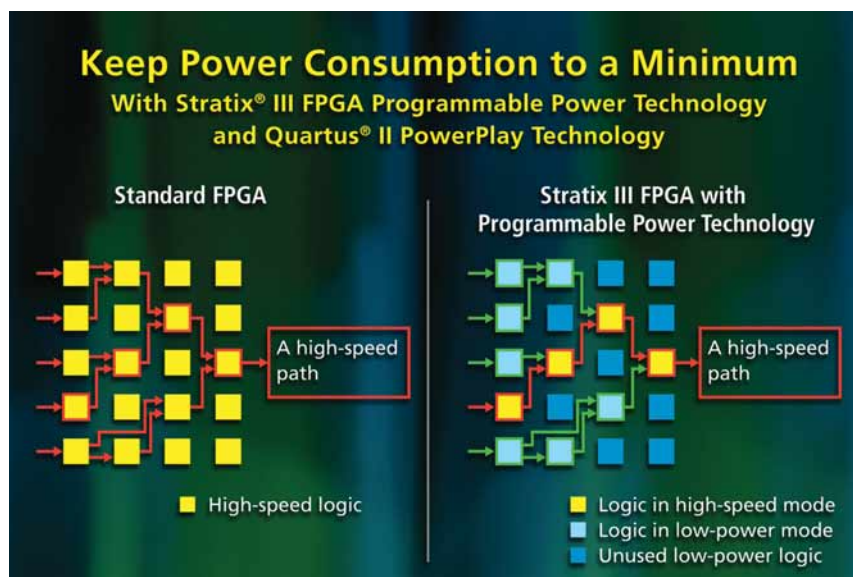 Keep Power Consumption to a Minimum
With Stratix® III FPGA Programmable Power Technology
and Quartus® II PowerPlay Technology
Standard FPGA
A high-speed
path
High-speed logic
Stratix III FPGA with
Programmable Power Technology
A high-speed
path
Logic in high-speed mode
Logic in low-power mode
Unused low-power logic